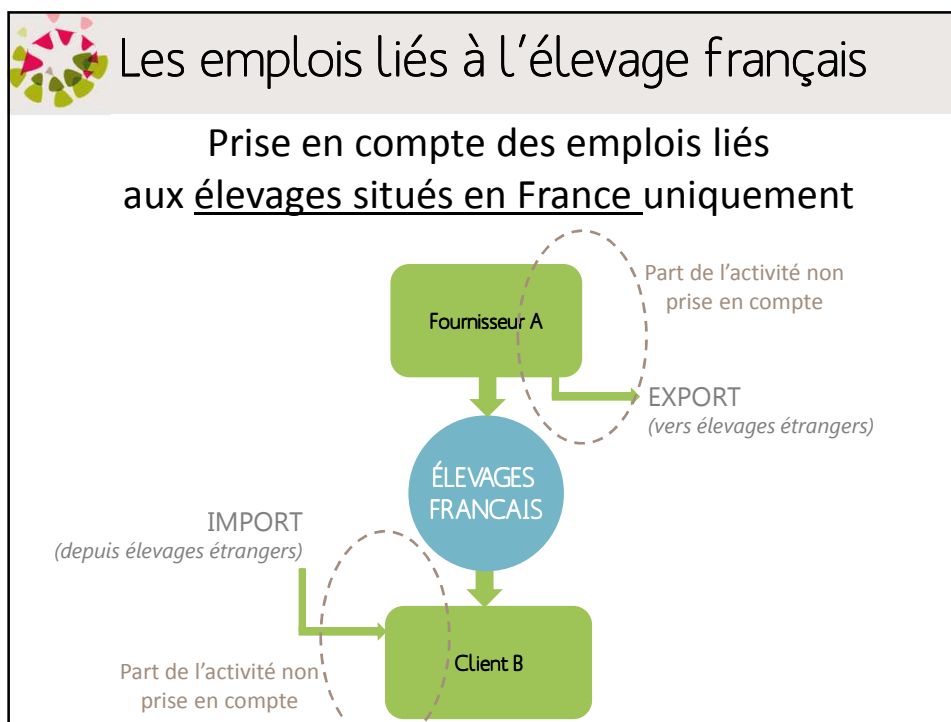 Les emplois liés à l'élevage français
Prise en compte des emplois liés
aux élevages situés en France uniquement
Part de l'activité non
prise en compte
Fournisseur A
EXPORT
(vers élevages étrangers)
ÉLEVAGES
FRANCAIS
IMPORT
(depuis élevages étrangers)
Client B
Part de l'activité non
prise en compte